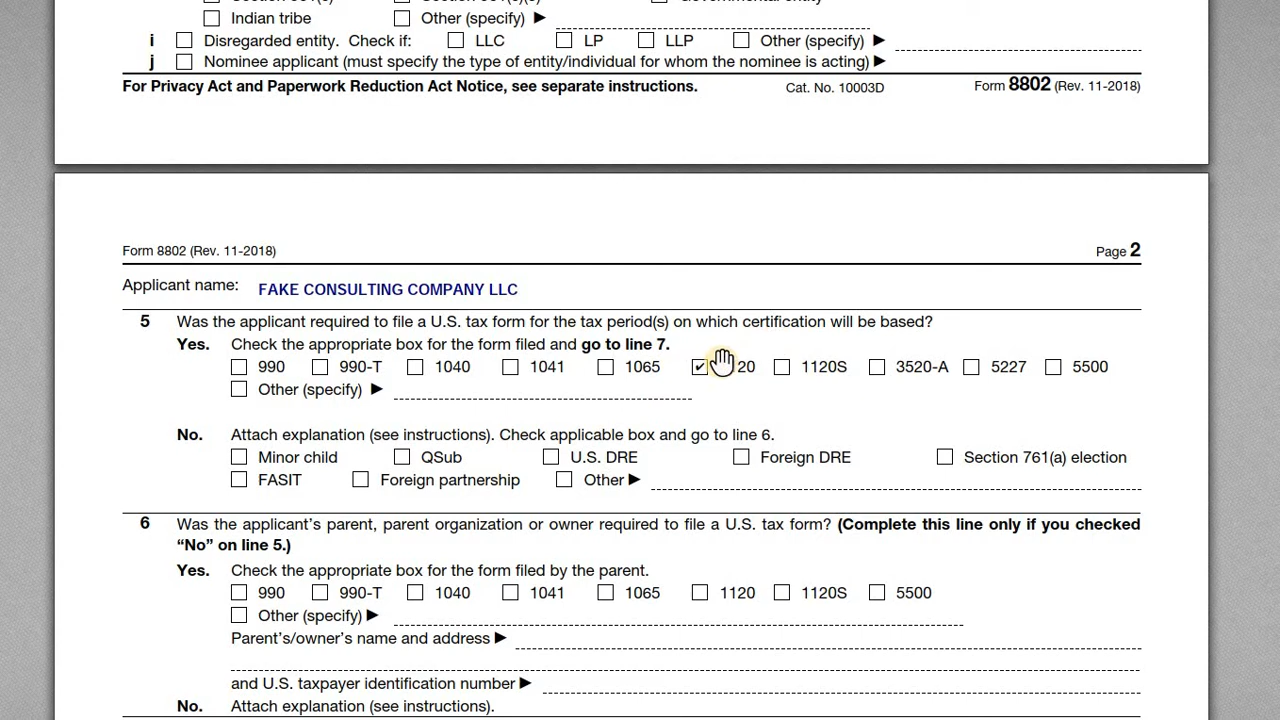 Indian tribe Other (specify) ▶
i Disregarded entity. Check if: LLC LP LLP Other (specify) ▶
j Nominee applicant (must specify the type of entity/individual for whom the nominee is acting) ▶
For Privacy Act and Paperwork Reduction Act Notice, see separate instructions. Cat. No. 10003D Form 8802 (Rev. 11-2018)
Form 8802 (Rev. 11-2018) Page 2
Applicant name: FAKE CONSULTING COMPANY LLC
5 Was the applicant required to file a U.S. tax form for the tax period(s) on which certification will be based?
Yes. Check the appropriate box for the form filed and go to line 7.
990 990-T 1040 1041 1065 20 1120S 3520-A 5227 5500
Other (specify) ▶
No. Attach explanation (see instructions). Check applicable box and go to line 6.
Minor child QSub U.S. DRE Foreign DRE Section 761(a) election
FASIT Foreign partnership Other ▶
6 Was the applicant's parent, parent organization or owner required to file a U.S. tax form? (Complete this line only if you checked
“No” on line 5.)
Yes. Check the appropriate box for the form filed by the parent.
990 990-T 1040 1041 1065 1120 1120S 5500
Other (specify) ▶
Parent's/owner's name and address ▶
and U.S. taxpayer identification number ▶
No. Attach explanation (see instructions).